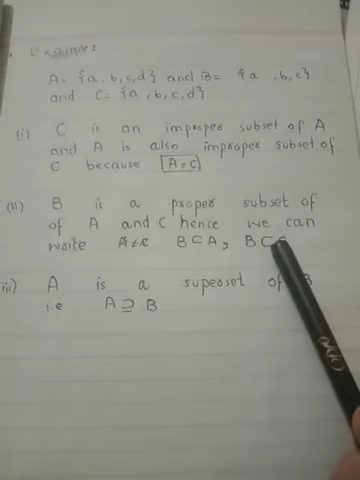 Example:
A = {a, b, c, d} and B = {a, b, c}
and C = {a, b, c, d}
(i) C is an improper subset of A
and A is also improper subset of
C because A = C
(ii) B is a proper subset of
of A and C hence we can
write B ⊂ A, B ⊂
iii) A is a superset of B
i.e A ⊇ B